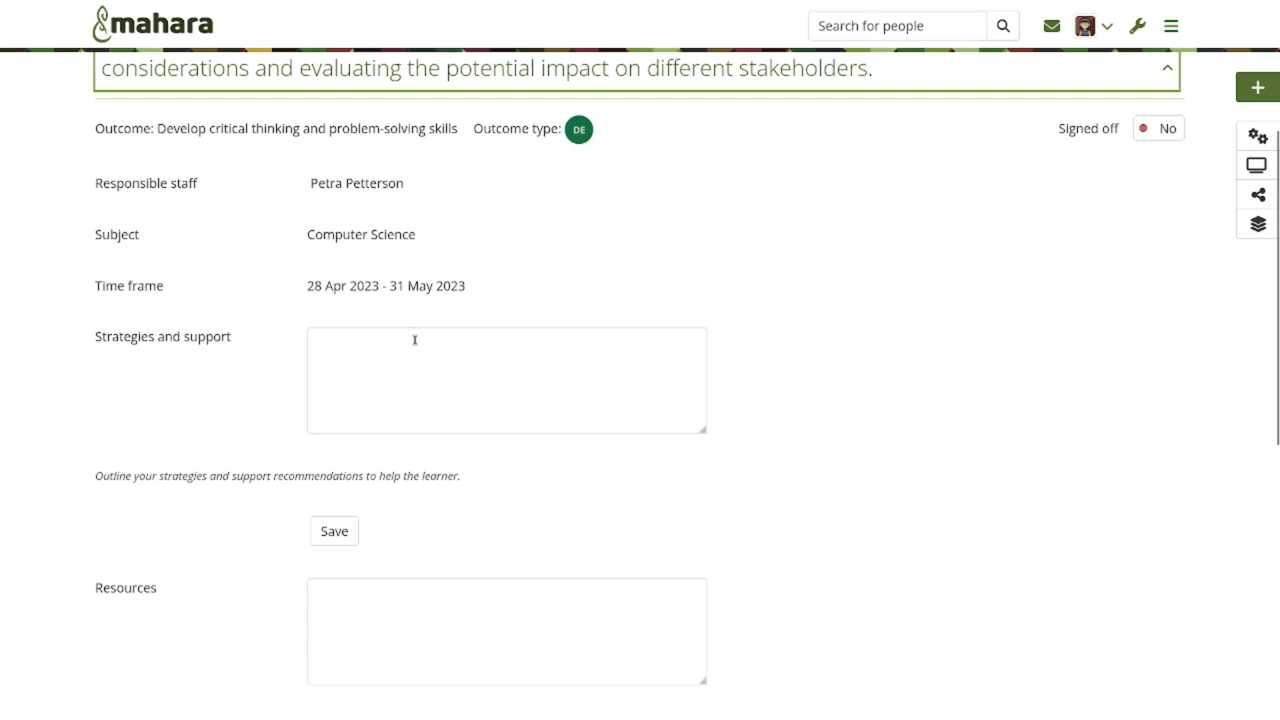 mahara
Search for people
considerations and evaluating the potential impact on different stakeholders.
Outcome: Develop critical thinking and problem-solving skills Outcome type: DE Signed off No
Responsible staff Petra Petterson
Subject Computer Science
Time frame 28 Apr 2023 - 31 May 2023
Strategies and support
Outline your strategies and support recommendations to help the learner.
Save
Resources